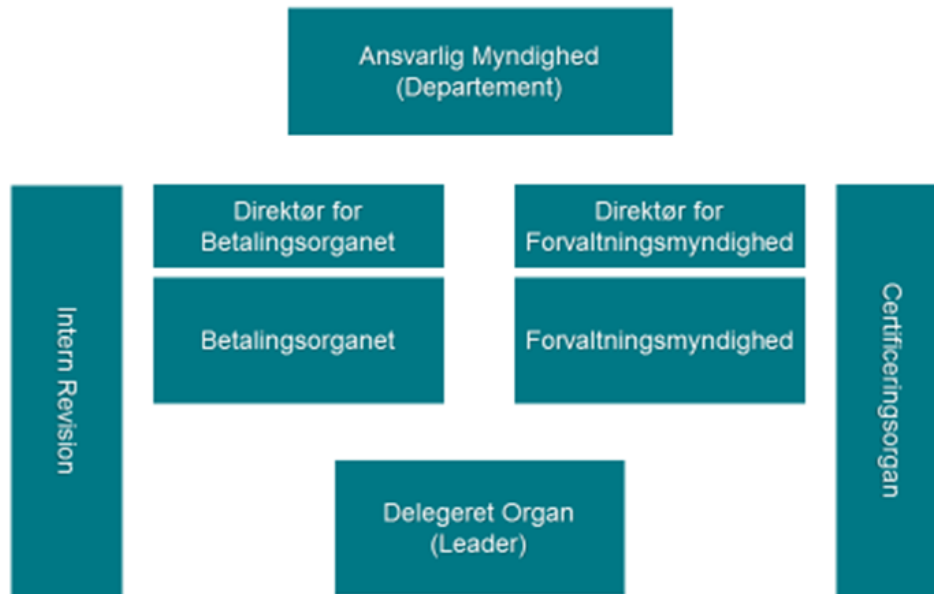 Ansvarlig Myndighed
(Departement)
Intern Revision
Direktør for
Betalingsorganet
Betalingsorganet
Direktør for
Forvaltningsmyndighed
Forvaltningsmyndighed
Certificeringsorgan
Delegeret Organ
(Leader)